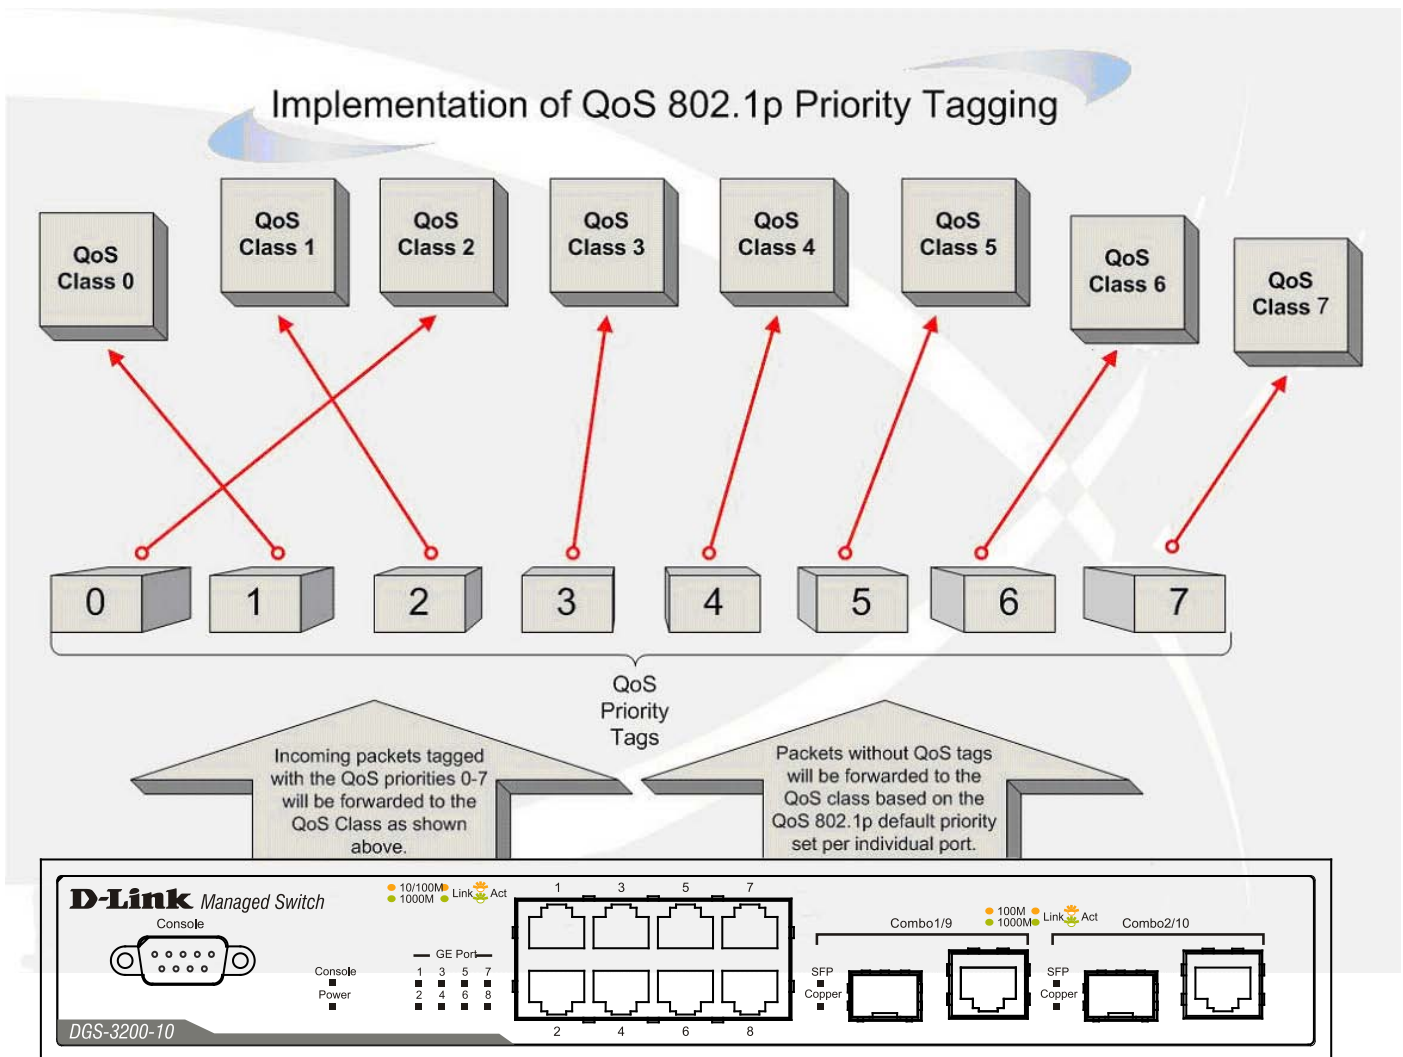 Implementation of QoS 802.1p Priority Tagging
QoS
Class 0
QoS
Class 1
QoS
Class 2
QoS
Class 3
QoS
Class 4
QoS
Class 5
QoS
Class 6
QoS
Class 7
0
1
2
3
4
5
6
7
QoS
Priority
Tags
Incoming packets tagged
with the QoS priorities 0-7
will be forwarded to the
QoS Class as shown
above.
Packets without QoS tags
will be forwarded to the
QoS class based on the
QoS 802.1p default priority
set per individual port.
D-Link Managed Switch
Console
10/100M
1000M
Link Act
GE Port
1 3 5 7
2 4 6 8
Console
Power
1 3 5 7
2 4 6 8
Combo1/9
100M
1000M
Link Act
Combo2/10
SFP
Copper
SFP
Copper
DGS-3200-10